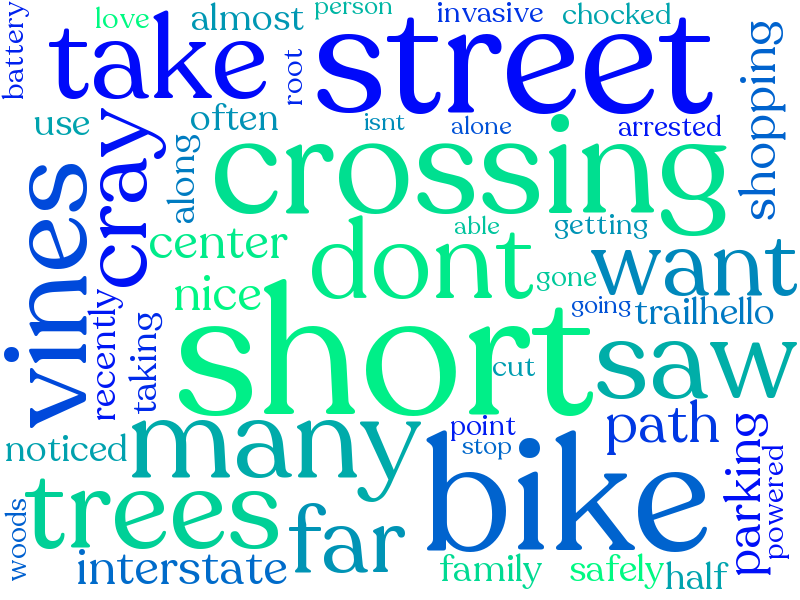 battery
love
almost
person
invasive
chocked
take
street
root
shopping
use
often
isnt
alone
arrested
cray
along
crossing
vines
center
dont
able
getting
want
nice
gone
going
trailhello
recently
taking
short
cut
saw
noticed
many
point
stop
path
parking
powered
woods
trees
far
bike
interstate
family
safely
half